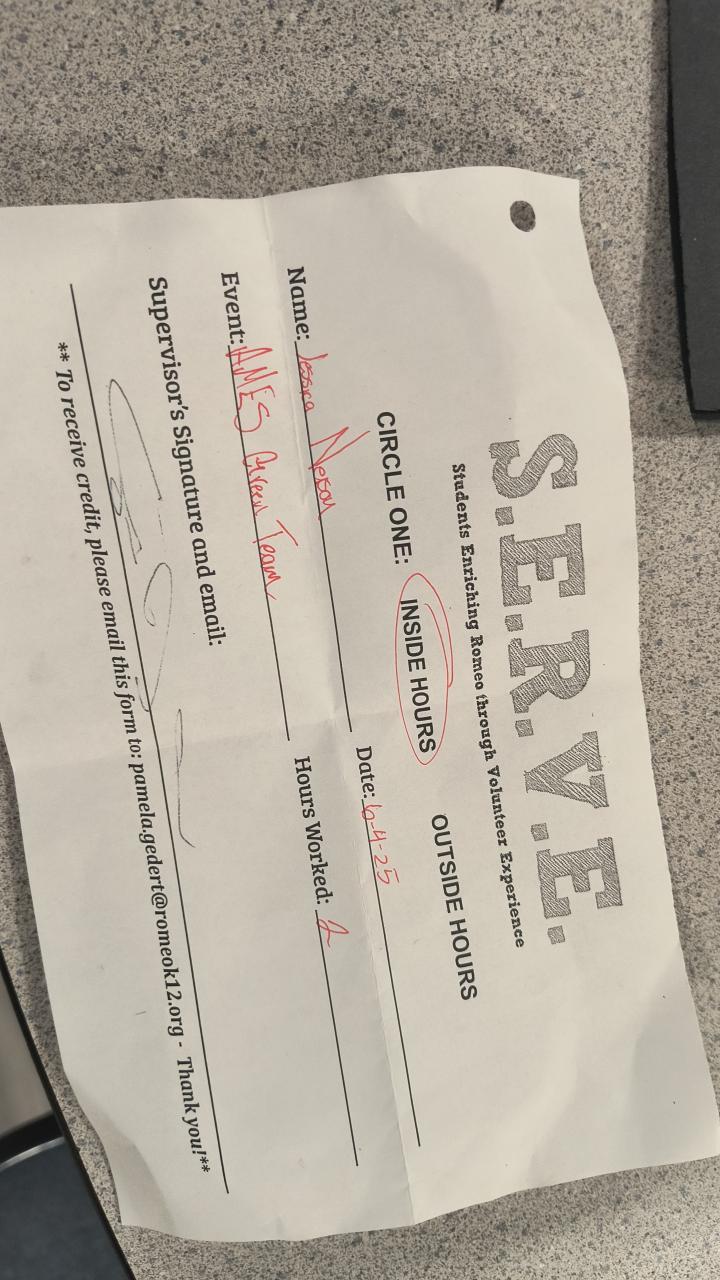 S.E.R.V.E.
Students Enriching Romeo through Volunteer Experience
CIRCLE ONE: INSIDE HOURS OUTSIDE HOURS
Name: Jessica Nelson Date: 6-4-25
Event: AMES Green Team Hours Worked: 2
Supervisor's Signature and email:
** To receive credit, please email this form to: pamela.gedert@romeok12.org - Thank you!**